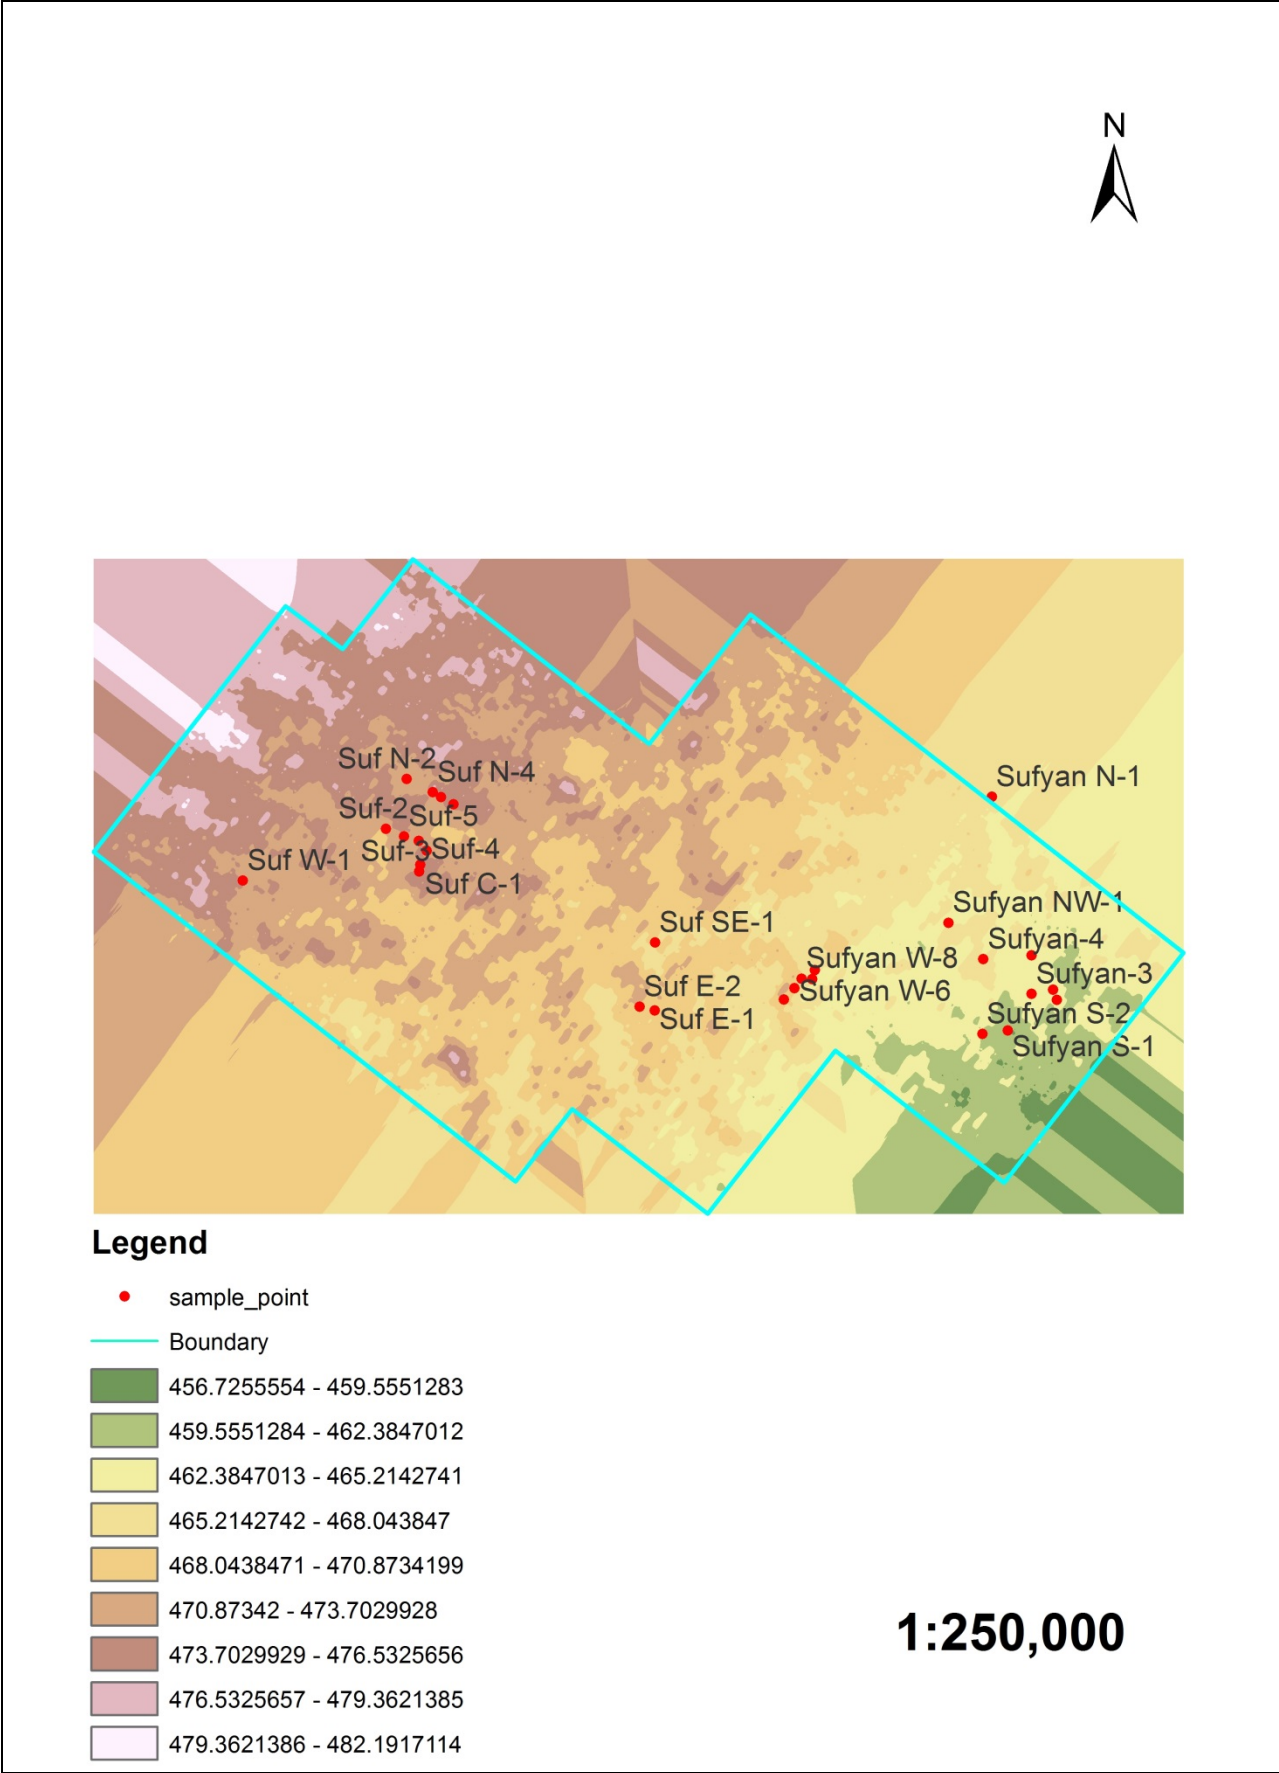 N
Suf N-2
Suf N-4
Sufyan N-1
Suf-2
Suf-5
Suf W-1
Suf-3
Suf-4
Suf C-1
Sufyan NW-1
Suf SE-1
Sufyan-4
Sufyan W-8
Sufyan-3
Suf E-2
Sufyan W-6
Suf E-1
Sufyan S-2
Sufyan S-1
Legend
sample_point
Boundary
456.7255554 - 459.5551283
459.5551284 - 462.3847012
462.3847013 - 465.2142741
465.2142742 - 468.043847
468.0438471 - 470.8734199
470.87342 - 473.7029928
473.7029929 - 476.5325656
476.5325657 - 479.3621385
479.3621386 - 482.1917114
1:250,000